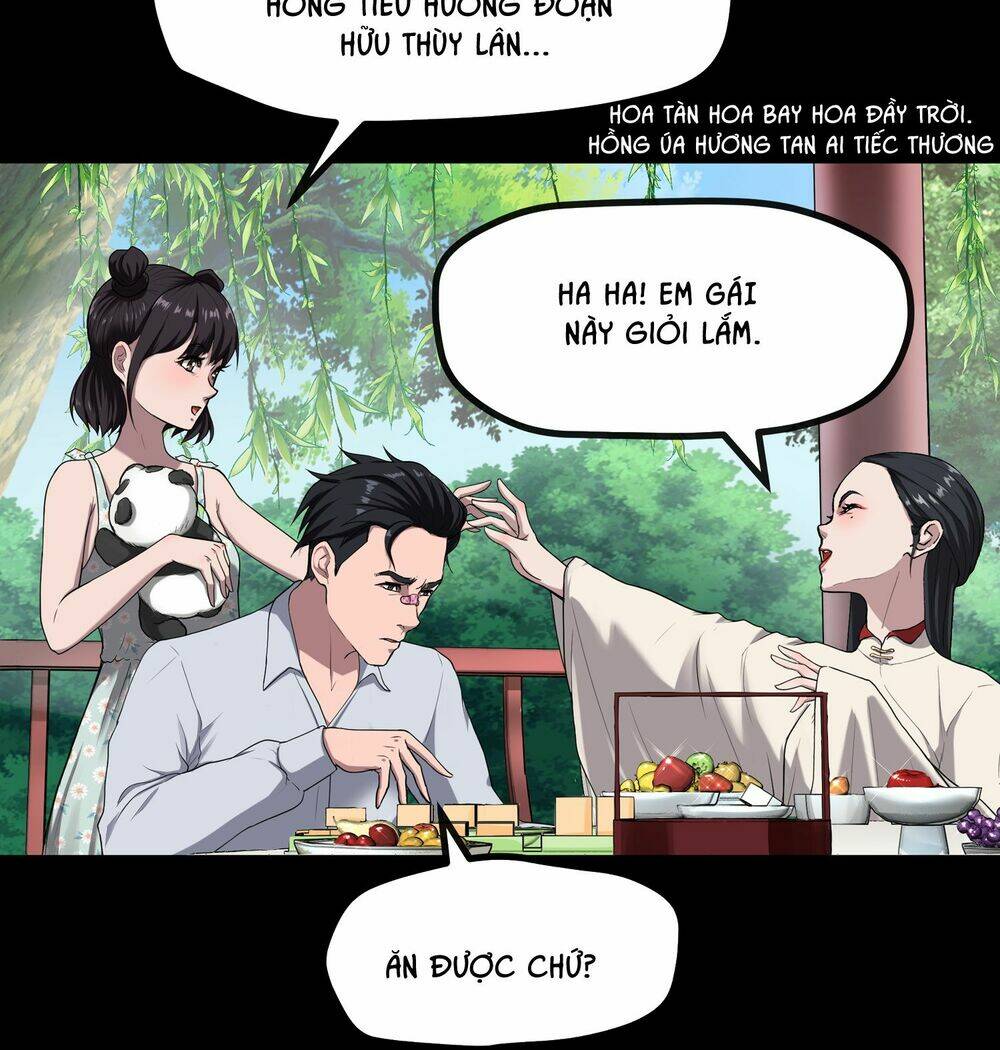 HỒNG TIÊU HƯƠNG ĐOẠN
HỮU THÙY LÂN...
HOA TÀN HOA BAY HOA ĐẦY TRỜI.
HỒNG ÚA HƯƠNG TAN AI TIẾC THƯƠNG
HA HA! EM GÁI
NÀY GIỎI LẮM.
ĂN ĐƯỢC CHỨ?